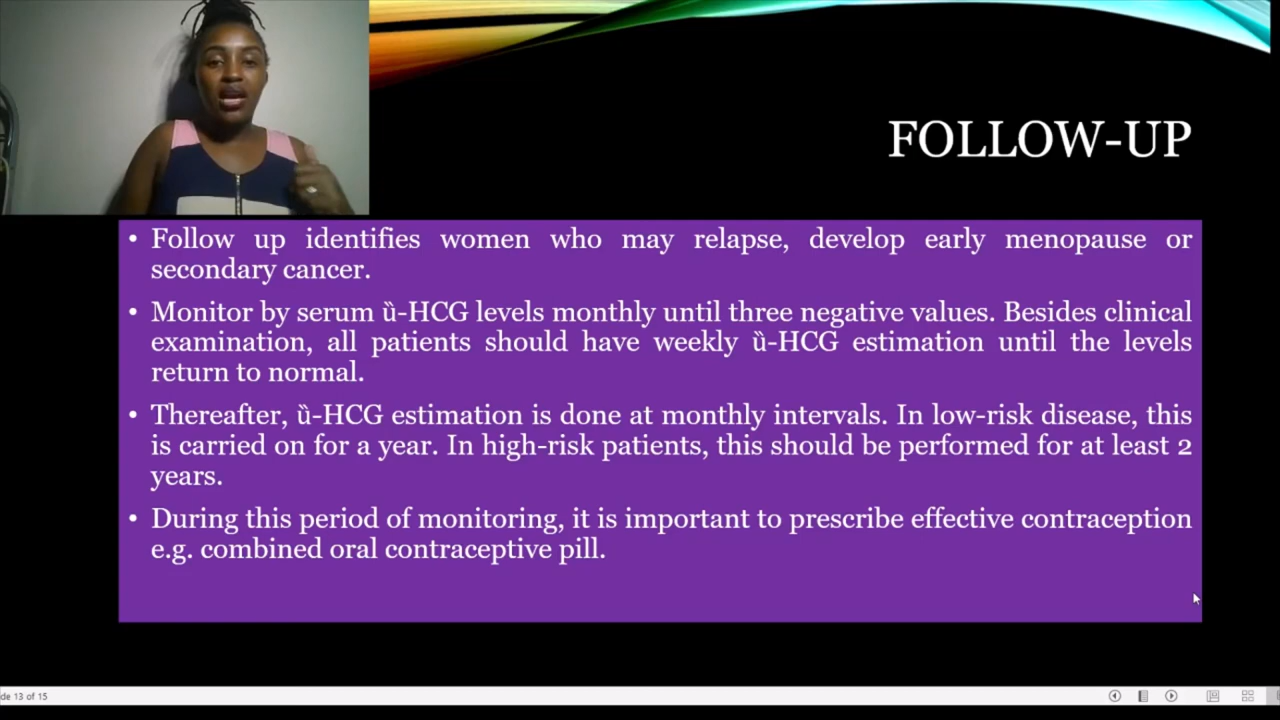 FOLLOW-UP
• Follow up identifies women who may relapse, develop early menopause or
secondary cancer.
• Monitor by serum ȕ-HCG levels monthly until three negative values. Besides clinical
examination, all patients should have weekly ȕ-HCG estimation until the levels
return to normal.
• Thereafter, ȕ-HCG estimation is done at monthly intervals. In low-risk disease, this
is carried on for a year. In high-risk patients, this should be performed for at least 2
years.
• During this period of monitoring, it is important to prescribe effective contraception
e.g. combined oral contraceptive pill.
de 13 of 15